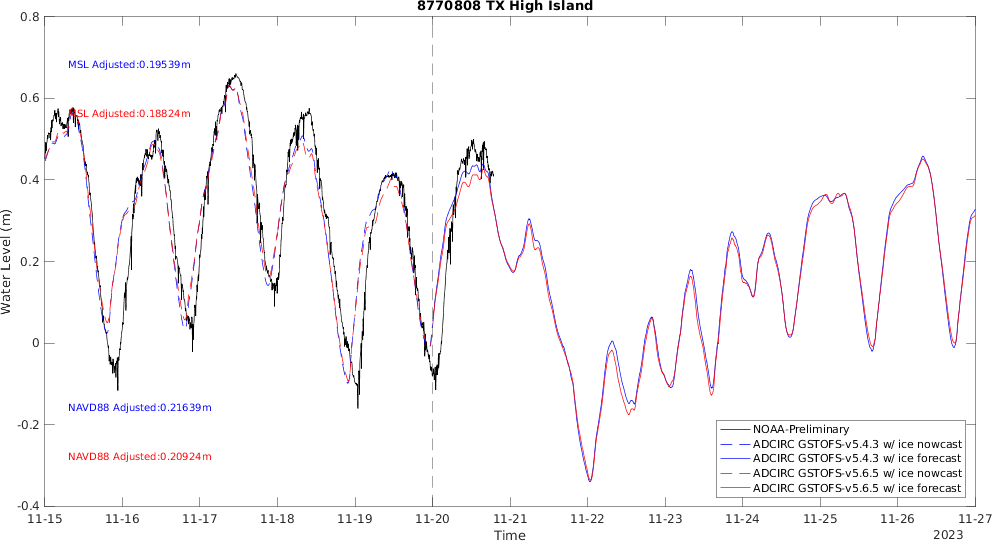 8770808 TX High Island
0.8
0.6
0.4
0.2
0
-0.2
-0.4
Water Level (m)
MSL Adjusted:0.19539m
MSL Adjusted:0.18824m
NAVD88 Adjusted:0.21639m
NAVD88 Adjusted:0.20924m
NOAA-Preliminary
ADCIRC GSTOFS-v5.4.3 w/ ice nowcast
ADCIRC GSTOFS-v5.4.3 w/ ice forecast
ADCIRC GSTOFS-v5.6.5 w/ ice nowcast
ADCIRC GSTOFS-v5.6.5 w/ ice forecast
11-15 11-16 11-17 11-18 11-19 11-20 11-21 11-22 11-23 11-24 11-25 11-26 11-27
Time
2023